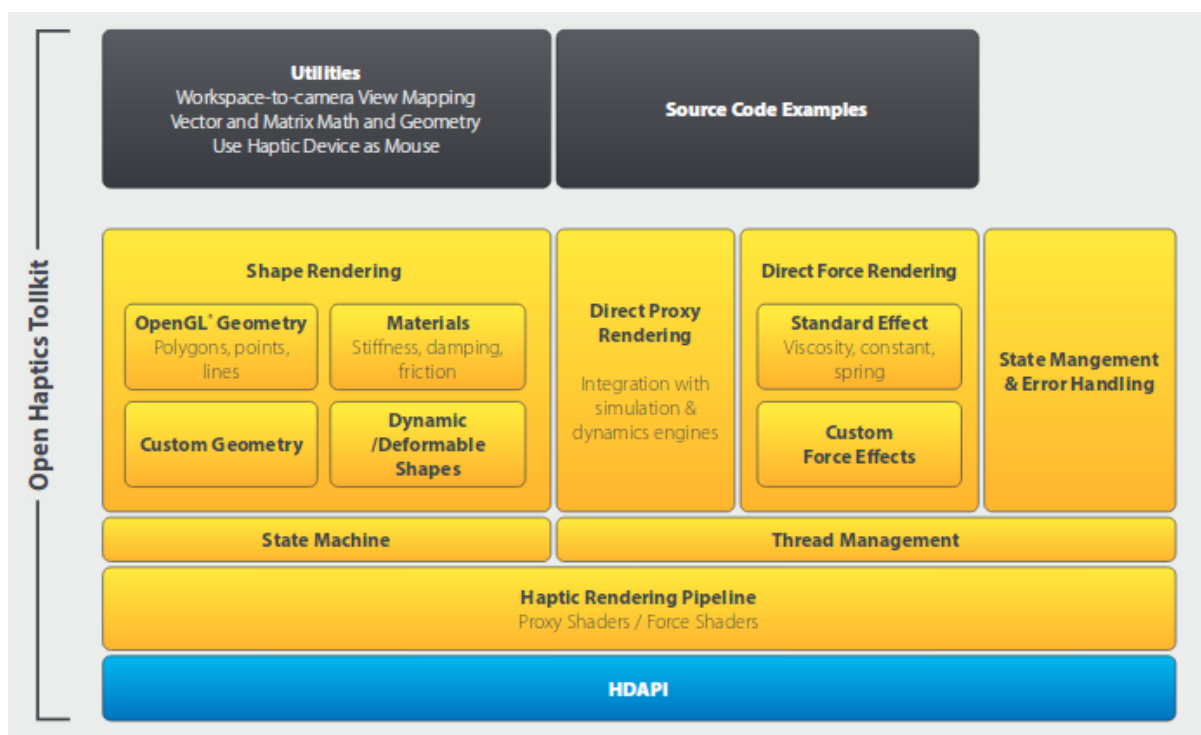 Open Haptics Tollkit
Utilities
Workspace-to-camera View Mapping
Vector and Matrix Math and Geometry
Use Haptic Device as Mouse
Source Code Examples
Shape Rendering
OpenGL* Geometry
Polygons, points,
lines
Materials
Stiffness, damping,
friction
Custom Geometry
Dynamic
/Deformable
Shapes
Direct Proxy
Rendering
Integration with
simulation &
dynamics engines
Direct Force Rendering
Standard Effect
Viscosity, constant,
spring
Custom
Force Effects
State Mangement
& Error Handling
State Machine
Thread Management
Haptic Rendering Pipeline
Proxy Shaders / Force Shaders
HDAPI